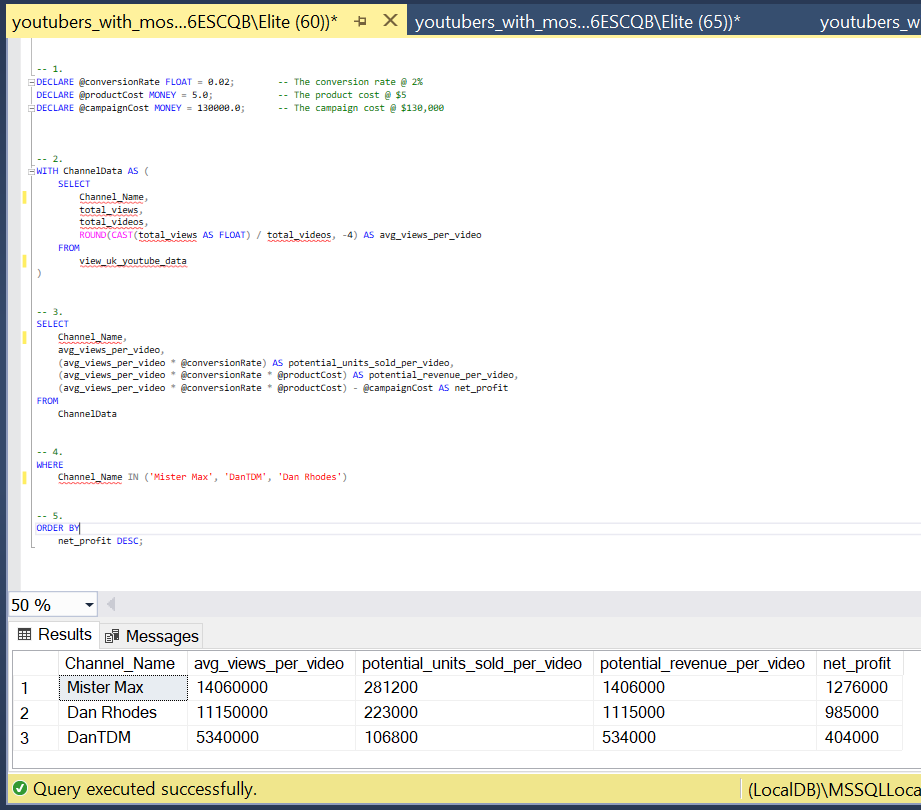 youtubers_with_mos...6ESCQB\Elite (60))* youtubers_with_mos...6ESCQB\Elite (65))* youtubers_w
-- 1.
DECLARE @conversionRate FLOAT = 0.02; -- The conversion rate @ 2%
DECLARE @productCost MONEY = 5.0; -- The product cost @ $5
DECLARE @campaignCost MONEY = 130000.0; -- The campaign cost @ $130,000
-- 2.
WITH ChannelData AS (
SELECT
Channel_Name,
total_views,
total_videos,
ROUND(CAST(total_views AS FLOAT) / total_videos, -4) AS avg_views_per_video
FROM
view_uk_youtube_data
)
-- 3.
SELECT
Channel_Name,
avg_views_per_video,
(avg_views_per_video * @conversionRate) AS potential_units_sold_per_video,
(avg_views_per_video * @conversionRate * @productCost) AS potential_revenue_per_video,
(avg_views_per_video * @conversionRate * @productCost) - @campaignCost AS net_profit
FROM
ChannelData
-- 4.
WHERE
Channel_Name IN ('Mister Max', 'DanTDM', 'Dan Rhodes')
-- 5.
ORDER BY
net_profit DESC;
50 %
Results Messages
Channel_Name avg_views_per_video potential_units_sold_per_video potential_revenue_per_video net_profit
1 Mister Max 14060000 281200 1406000 1276000
2 Dan Rhodes 11150000 223000 1115000 985000
3 DanTDM 5340000 106800 534000 404000
Query executed successfully. (LocalDB)\MSSQLLoca